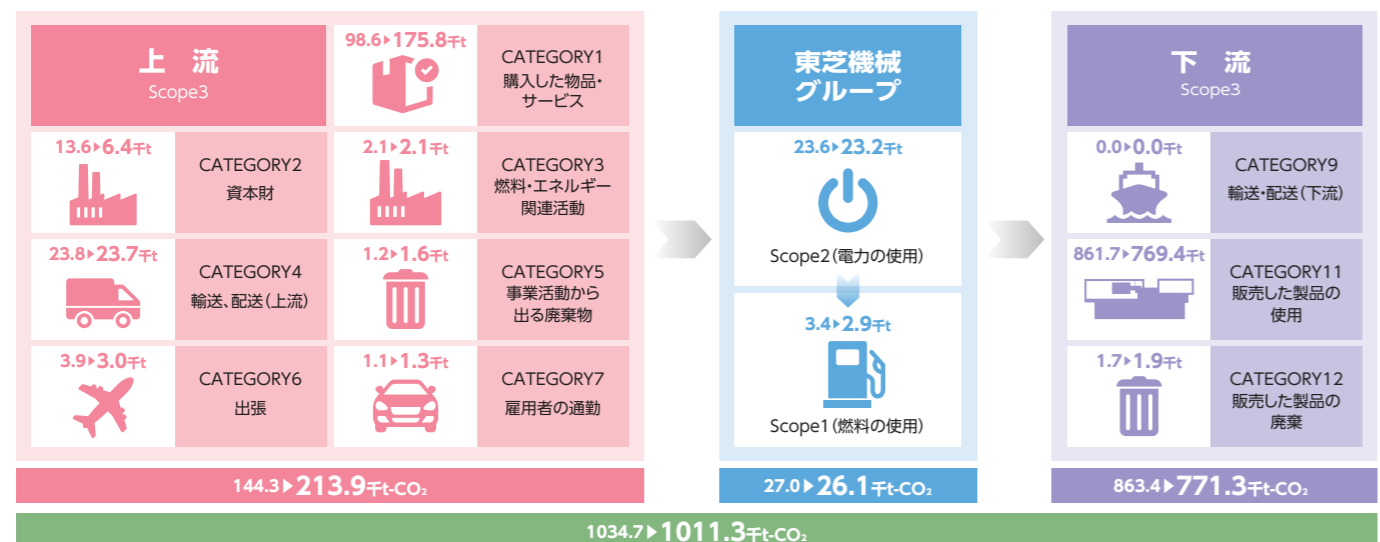 上 流
Scope3
98.6▶175.8千t
CATEGORY1
購入した物品・
サービス
13.6▶6.4千t
CATEGORY2
資本財
2.1▶2.1千t
CATEGORY3
燃料・エネルギー
関連活動
23.8▶23.7千t
CATEGORY4
輸送、配送（上流）
1.2▶1.6千t
CATEGORY5
事業活動から
出る廃棄物
3.9▶3.0千t
CATEGORY6
出張
1.1▶1.3千t
CATEGORY7
雇用者の通勤
144.3▶213.9千t-CO₂
東芝機械
グループ
23.6▶23.2千t
Scope2（電力の使用）
3.4▶2.9千t
Scope1（燃料の使用）
27.0▶26.1千t-CO₂
下 流
Scope3
0.0▶0.0千t
CATEGORY9
輸送・配送（下流）
861.7▶769.4千t
CATEGORY11
販売した製品の
使用
1.7▶1.9千t
CATEGORY12
販売した製品の
廃棄
863.4▶771.3千t-CO₂
1034.7▶1011.3千t-CO₂